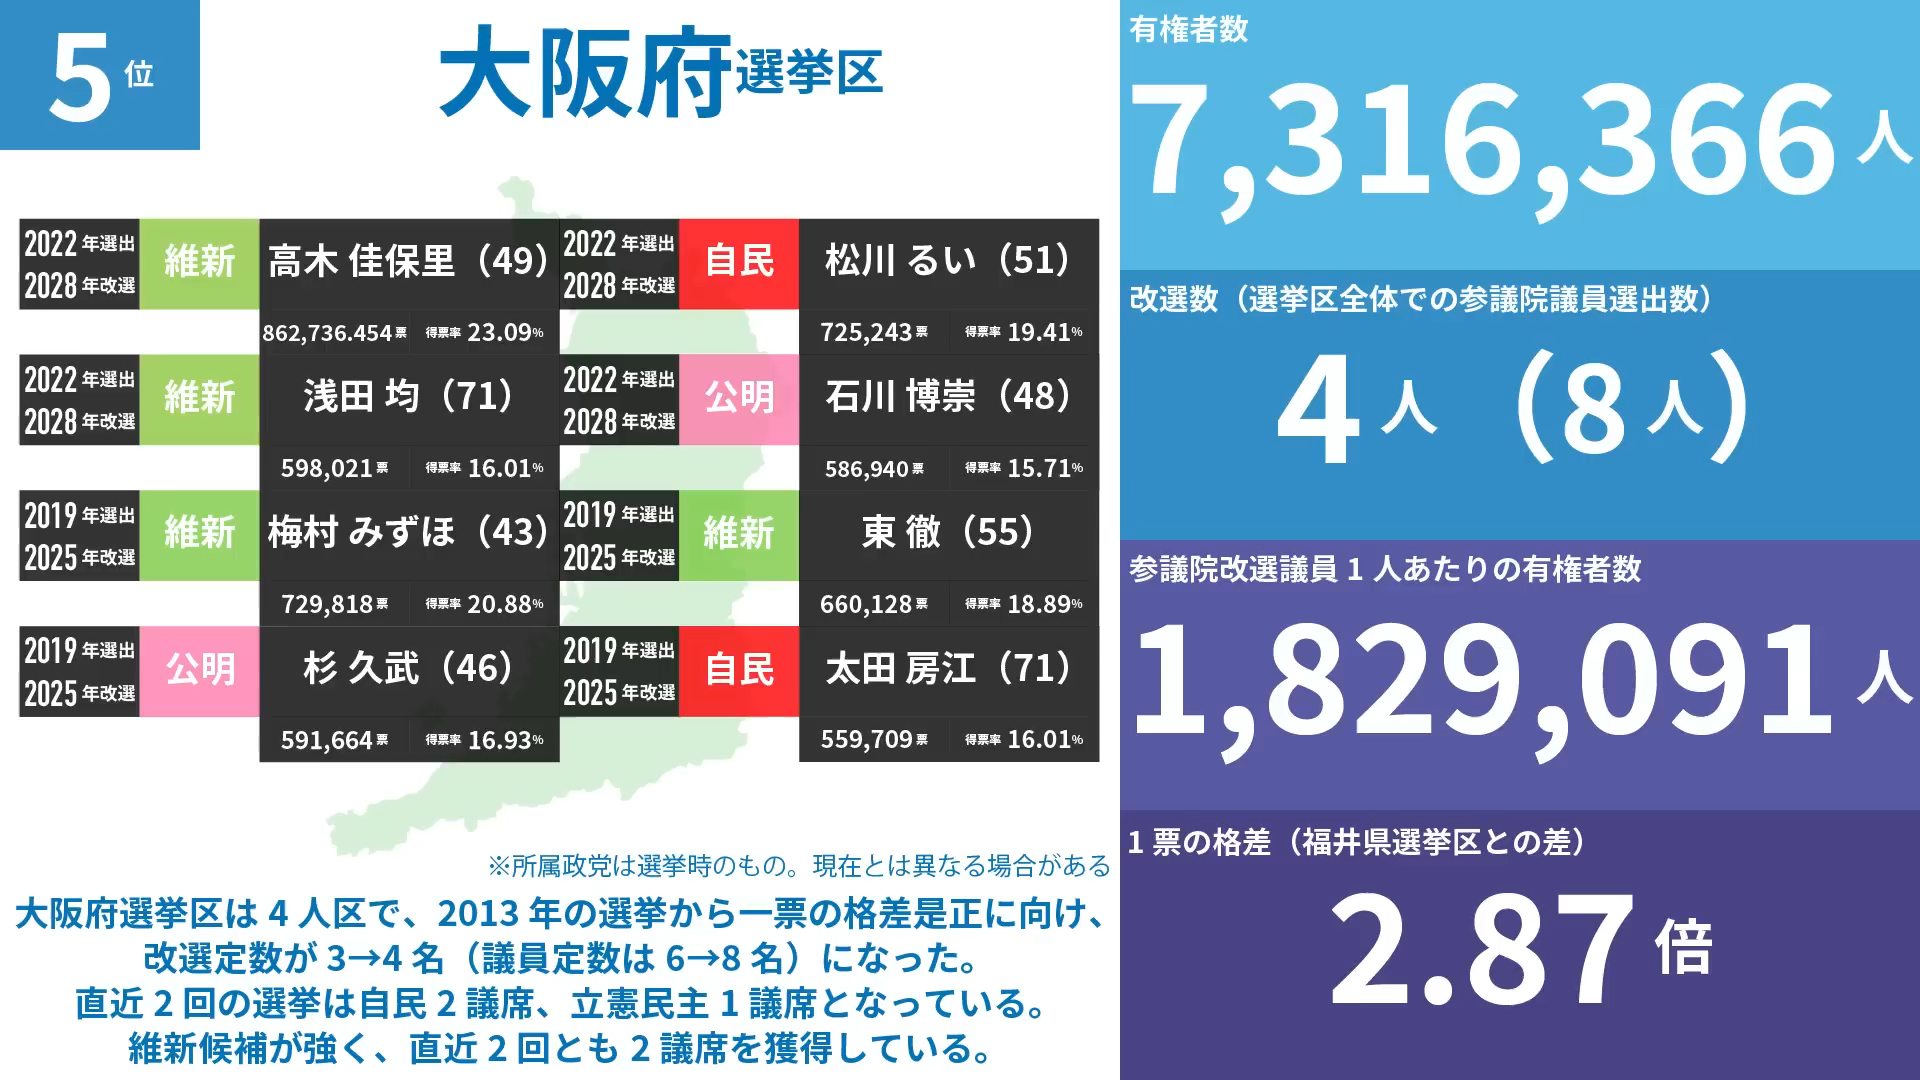 5位
大阪府選挙区
2022年選出
2028年改選
維新
高木 佳保里（49）
862,736.454票 得票率 23.09%
2022年選出
2028年改選
自民
松川 るい（51）
725,243票 得票率 19.41%
2022年選出
2028年改選
維新
浅田 均（71）
598,021票 得票率 16.01%
2022年選出
2028年改選
公明
石川 博崇（48）
586,940票 得票率 15.71%
2019年選出
2025年改選
維新
梅村 みずほ（43）
729,818票 得票率 20.88%
2019年選出
2025年改選
維新
東 徹（55）
660,128票 得票率 18.89%
2019年選出
2025年改選
公明
杉 久武（46）
591,664票 得票率 16.93%
2019年選出
2025年改選
自民
太田 房江（71）
559,709票 得票率 16.01%
※所属政党は選挙時のもの。現在とは異なる場合がある
大阪府選挙区は4人区で、2013年の選挙から一票の格差是正に向け、
改選定数が3→4名（議員定数は6→8名）になった。
直近2回の選挙は自民2議席、立憲民主1議席となっている。
維新候補が強く、直近2回とも2議席を獲得している。
有権者数
7,316,366人
改選数（選挙区全体での参議院議員選出数）
4人（8人）
参議院改選議員1人あたりの有権者数
1,829,091人
1票の格差（福井県選挙区との差）
2.87倍